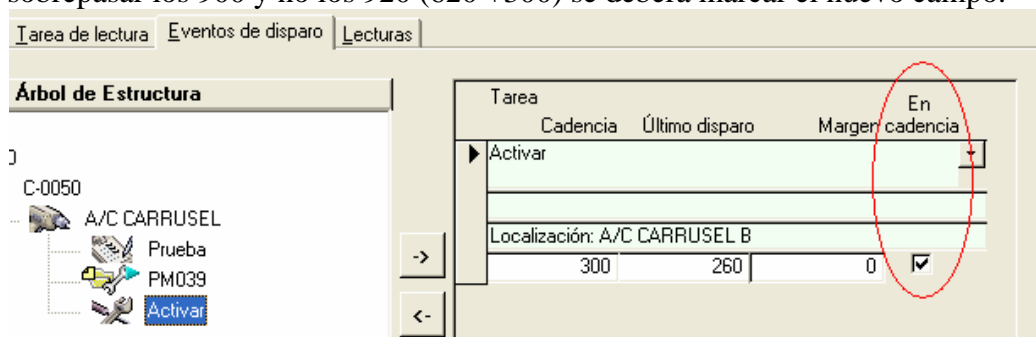 sobrepasar los 900 y no los 920 (620 +300) se deberá marcar el nuevo campo.
Tarea de lectura Eventos de disparo Lecturas
Árbol de Estructura
Tarea
En
Cadencia Último disparo Margen cadencia
Activar
C-0050
A/C CARRUSEL
Prueba
PM039
Activar
->
<-
Localización: A/C CARRUSEL B
300 260 0